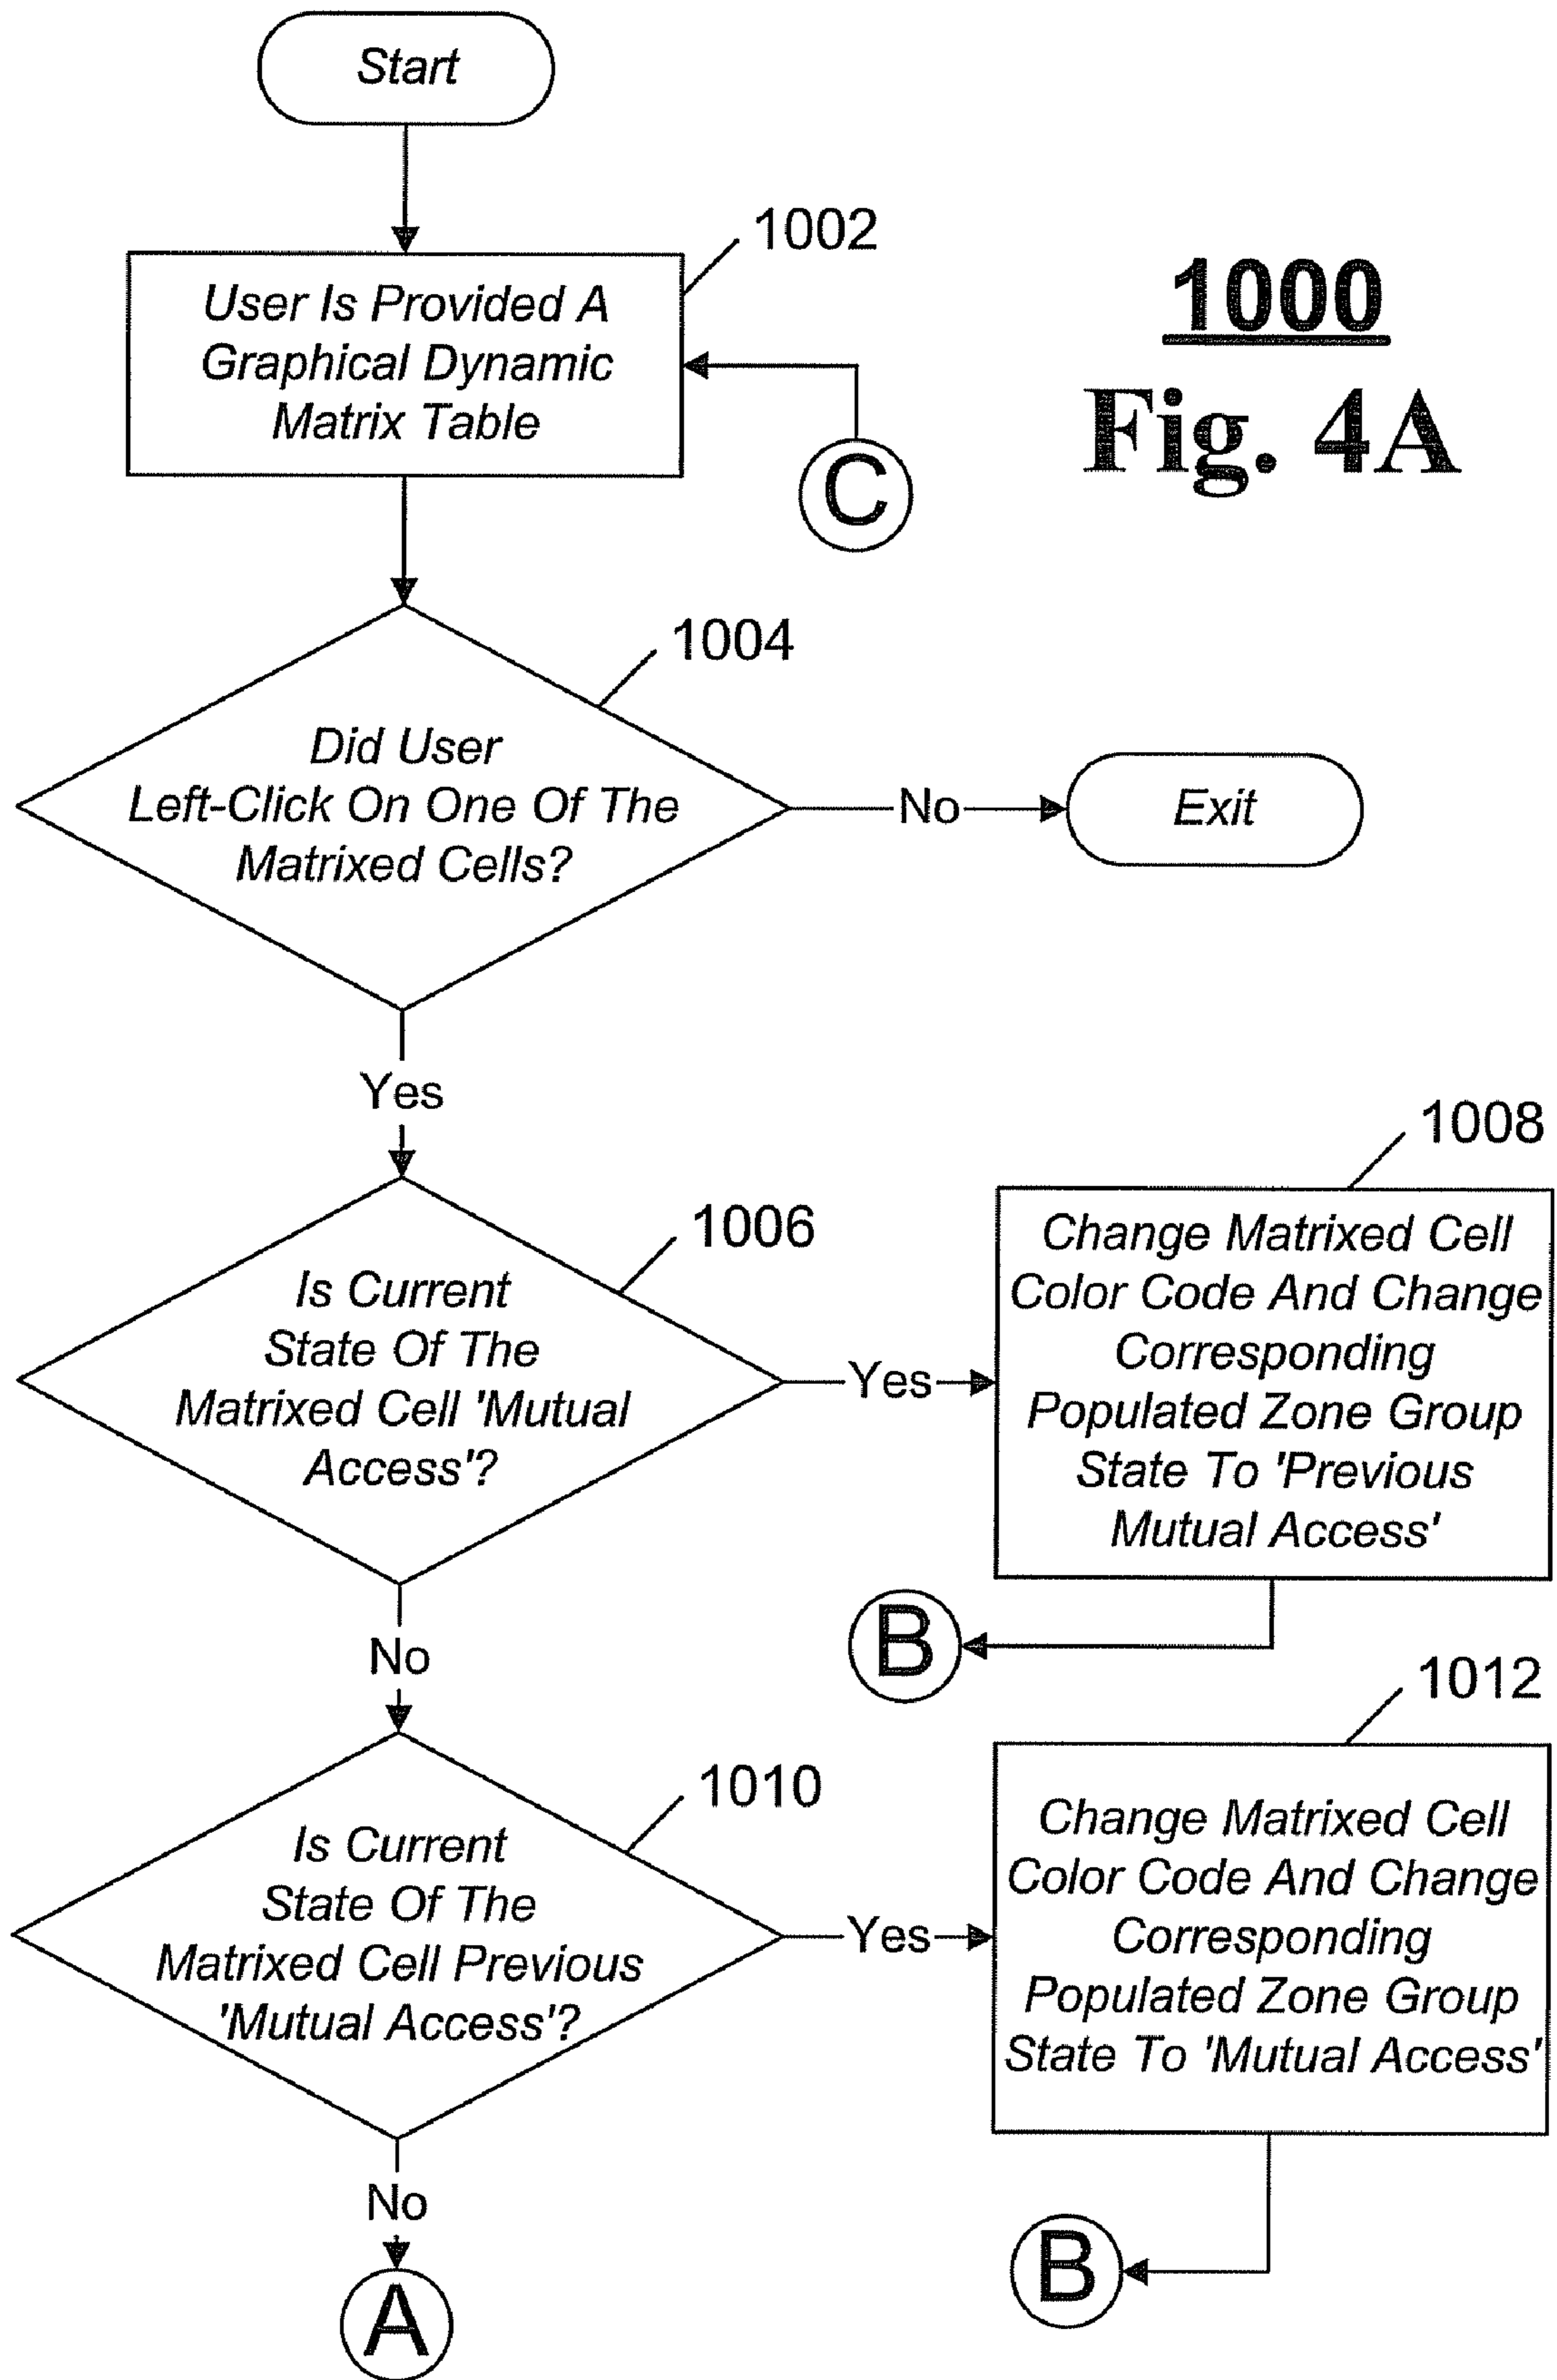 Start
1002
User Is Provided A
Graphical Dynamic
Matrix Table
1000
Fig. 4A
C
1004
Did User
Left-Click On One Of The
Matrixed Cells?
No
Exit
Yes
1006
Is Current
State Of The
Matrixed Cell 'Mutual
Access'?
Yes
1008
Change Matrixed Cell
Color Code And Change
Corresponding
Populated Zone Group
State To 'Previous
Mutual Access'
B
No
1010
Is Current
State Of The
Matrixed Cell Previous
'Mutual Access'?
Yes
1012
Change Matrixed Cell
Color Code And Change
Corresponding
Populated Zone Group
State To 'Mutual Access'
B
No
A